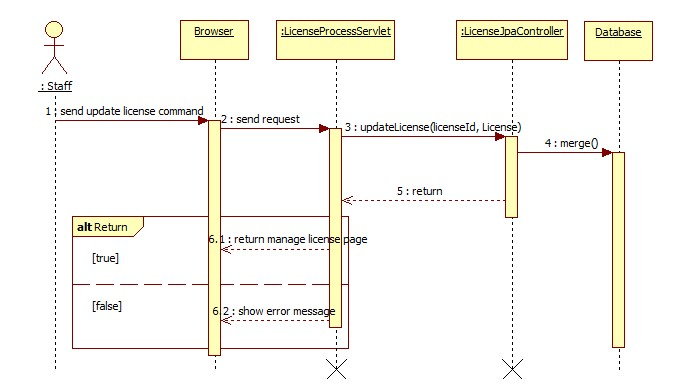 Browser
:LicenseProcessServlet
:LicenseJpaController
Database
: Staff
1 : send update license command
2 : send request
3 : updateLicense(licenseId, License)
4 : merge()
5 : return
alt Return
6.1 : return manage license page
[true]
[false]
6.2 : show error message